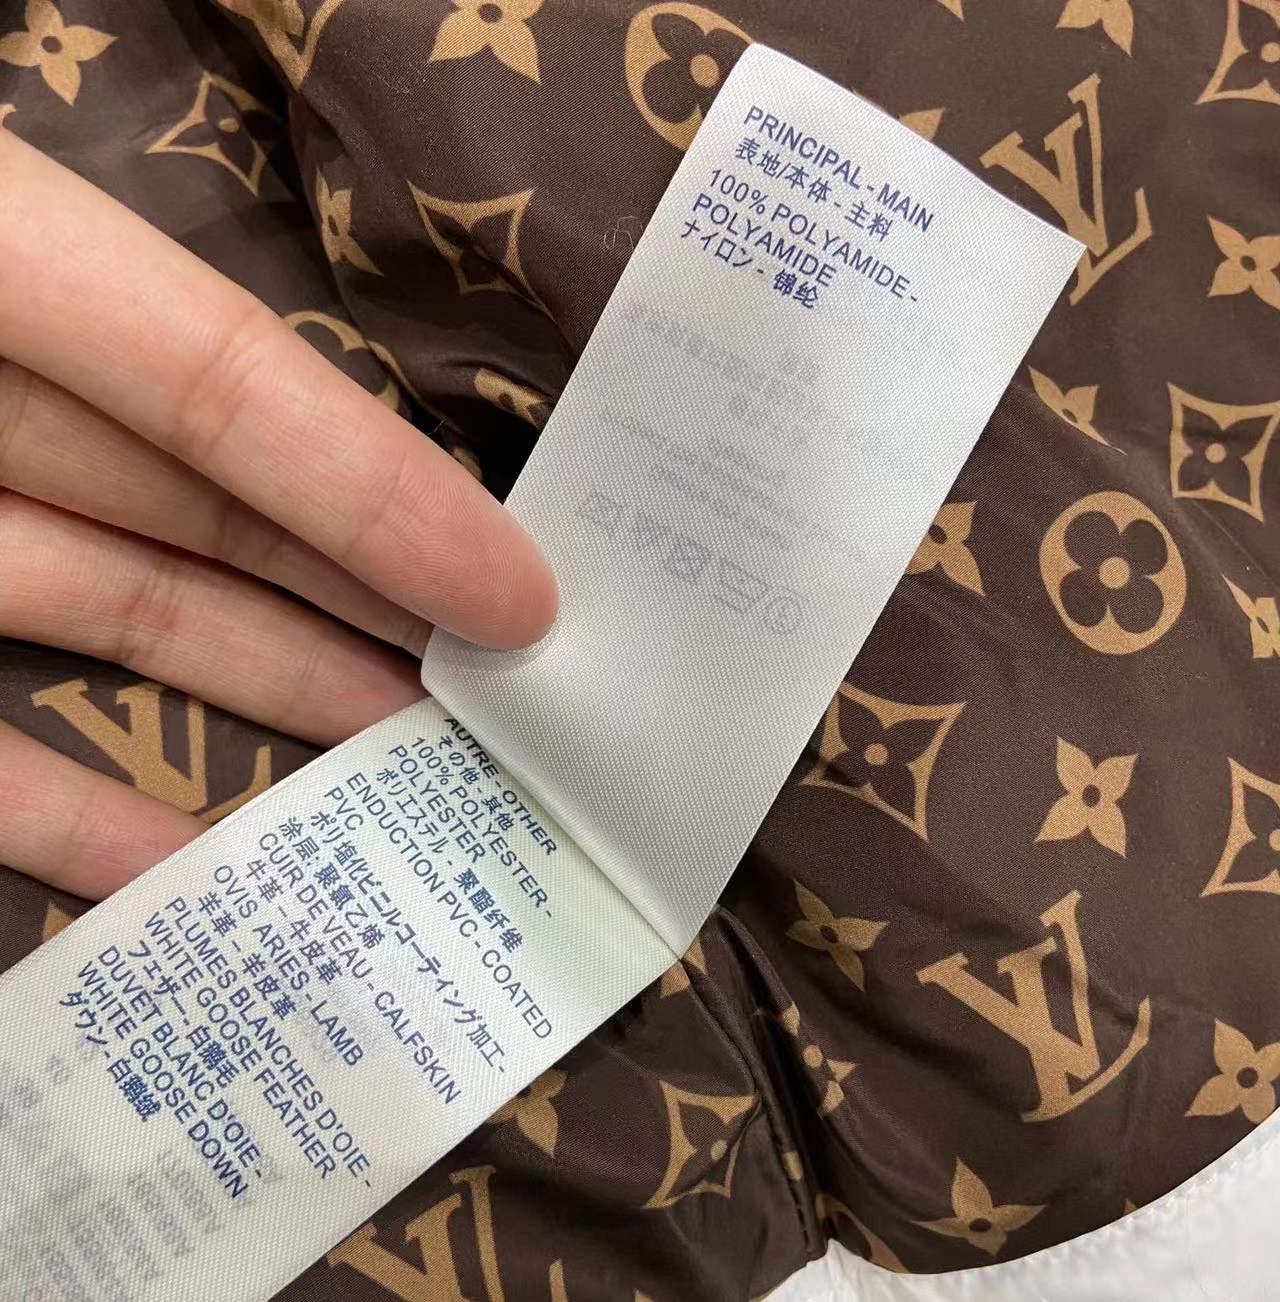 PRINCIPAL - MAIN
表地/本体 - 主料
100% POLYAMIDE -
POLYAMIDE
ナイロン - 锦纶
AUTRE - OTHER
その他 - 其他
100% POLYESTER -
POLYESTER
ポリエステル - 聚酯纤维
ENDUCTION PVC - COATED
PVC
ポリ塩化ビニルコーティング加工 -
涂层: 聚氯乙烯
CUIR DE VEAU - CALFSKIN
牛革 - 牛皮革
OVIS ARIES - LAMB
羊革 - 羊皮革
PLUMES BLANCHES D'OIE -
WHITE GOOSE FEATHER
フェザー - 白鹅毛
DUVET BLANC D'OIE -
WHITE GOOSE DOWN
ダウン - 白鹅绒